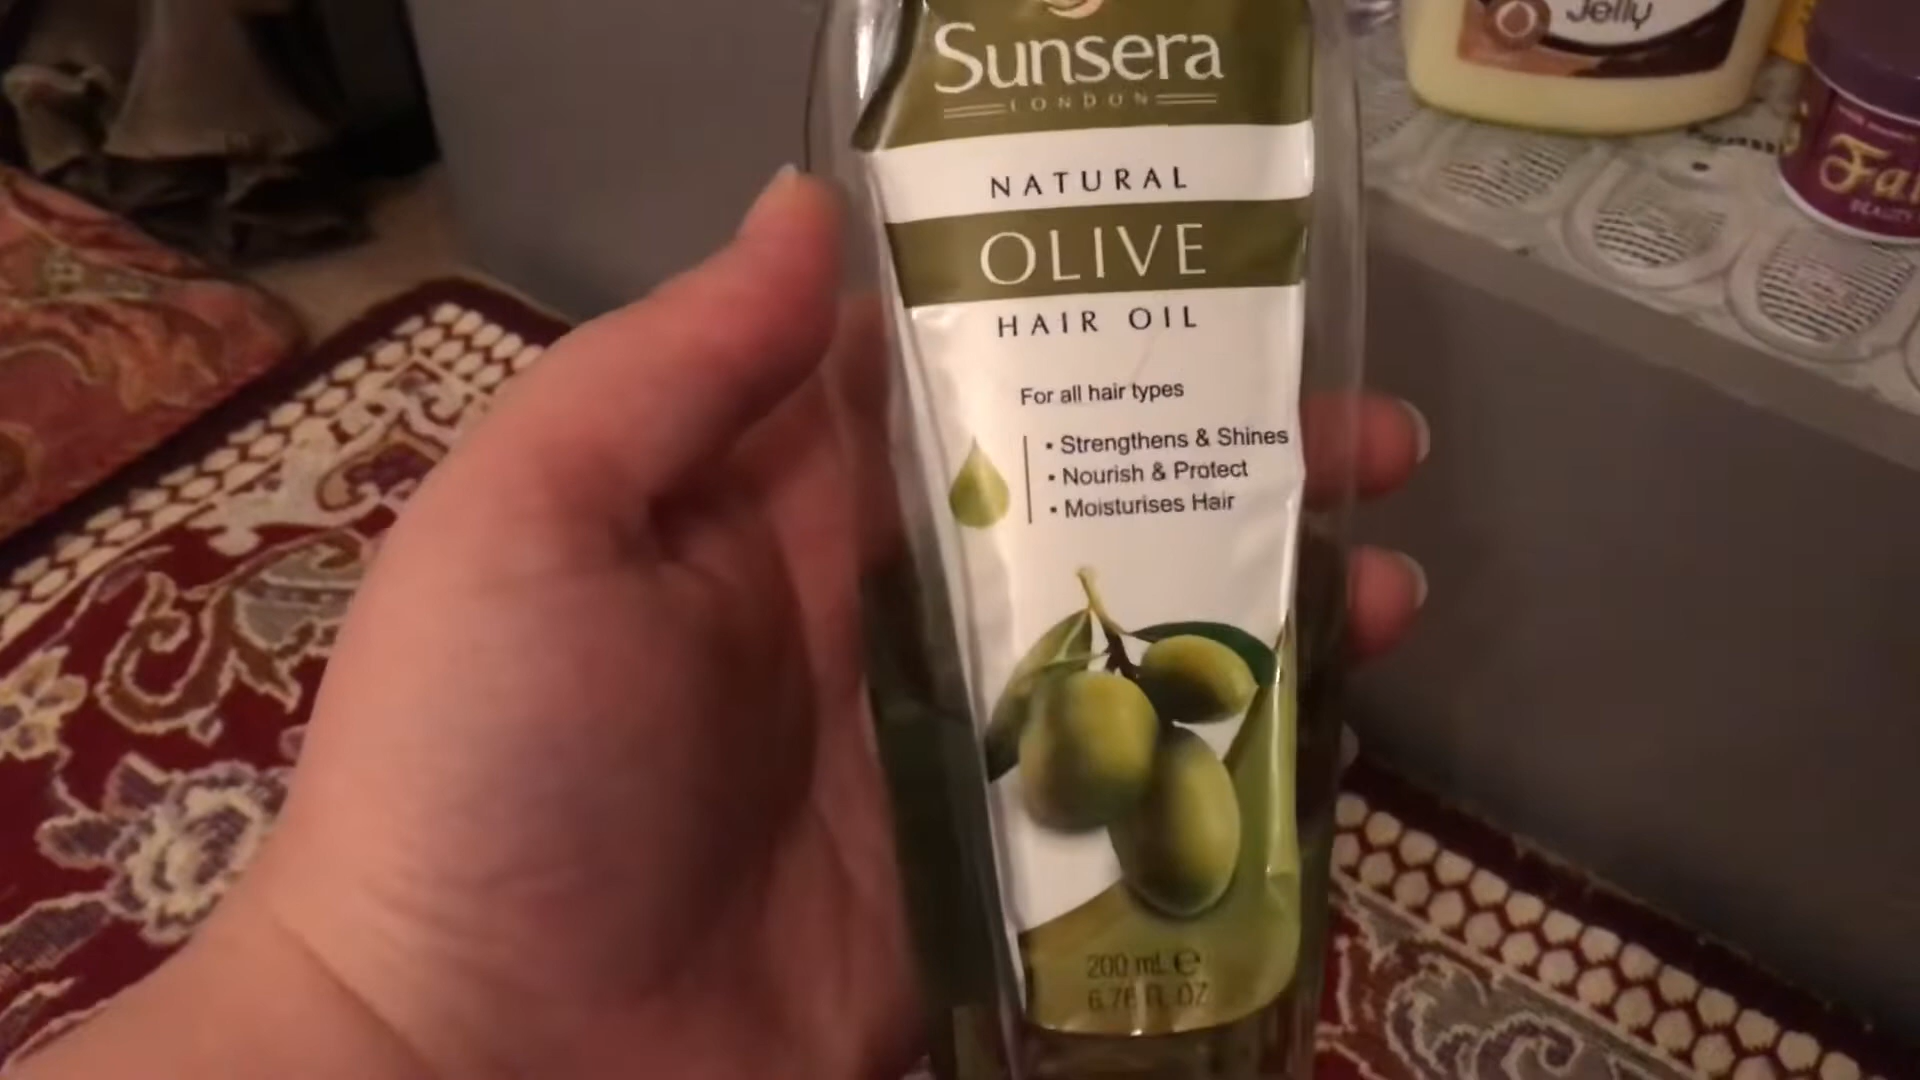 Sunsera
LONDON
NATURAL
OLIVE
HAIR OIL
For all hair types
• Strengthens & Shines
• Nourish & Protect
• Moisturises Hair
200 mL e
6.76 FL OZ
Jelly
BEAUTY